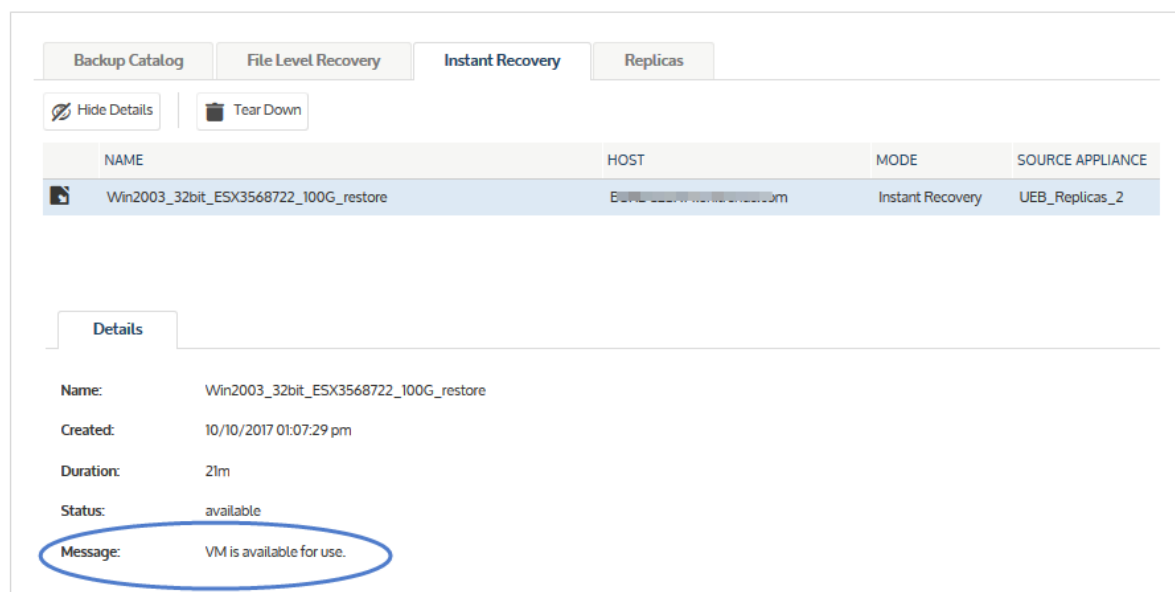 Backup Catalog File Level Recovery Instant Recovery Replicas
Hide Details Tear Down
NAME HOST MODE SOURCE APPLIANCE
Win2003_32bit_ESX3568722_100G_restore Instant Recovery UEB_Replicas_2
Details
Name: Win2003_32bit_ESX3568722_100G_restore
Created: 10/10/2017 01:07:29 pm
Duration: 21m
Status: available
Message: VM is available for use.